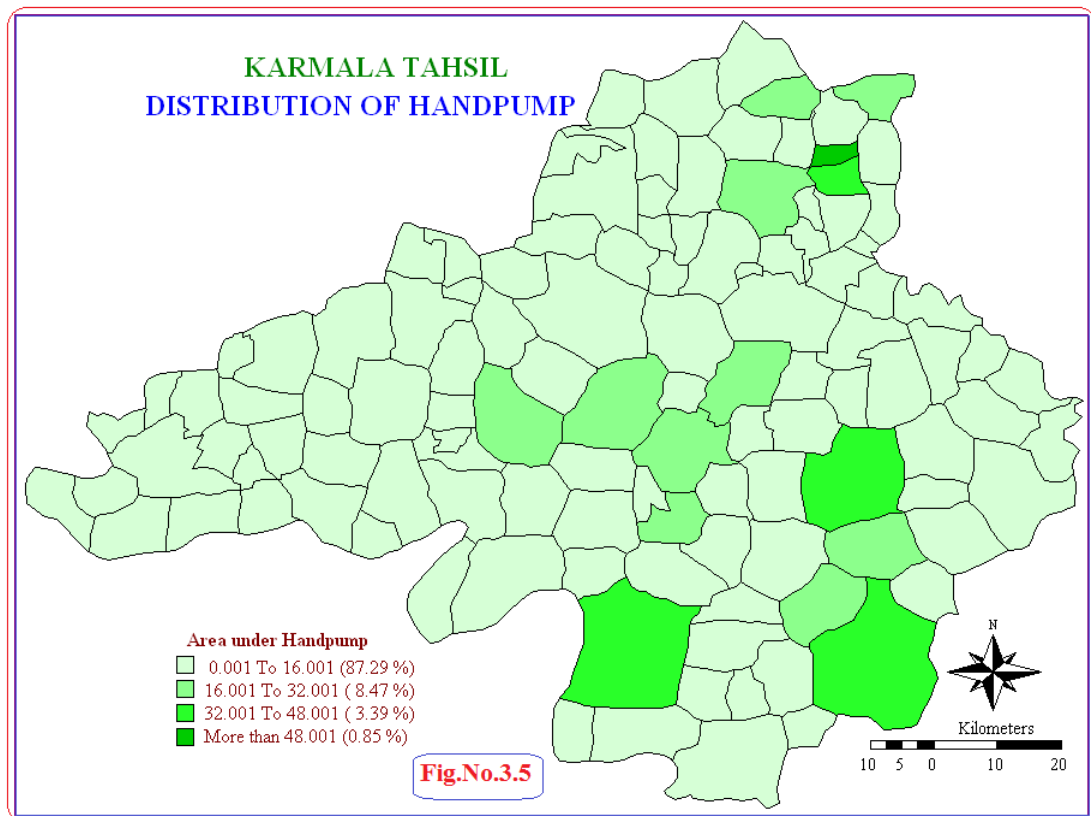 KARMALA TAHSIL
DISTRIBUTION OF HANDPUMP
Area under Handpump
0.001 To 16.001 (87.29 %)
16.001 To 32.001 ( 8.47 %)
32.001 To 48.001 ( 3.39 %)
More than 48.001 (0.85 %)
Fig.No.3.5
N
Kilometers
10 5 0 10 20